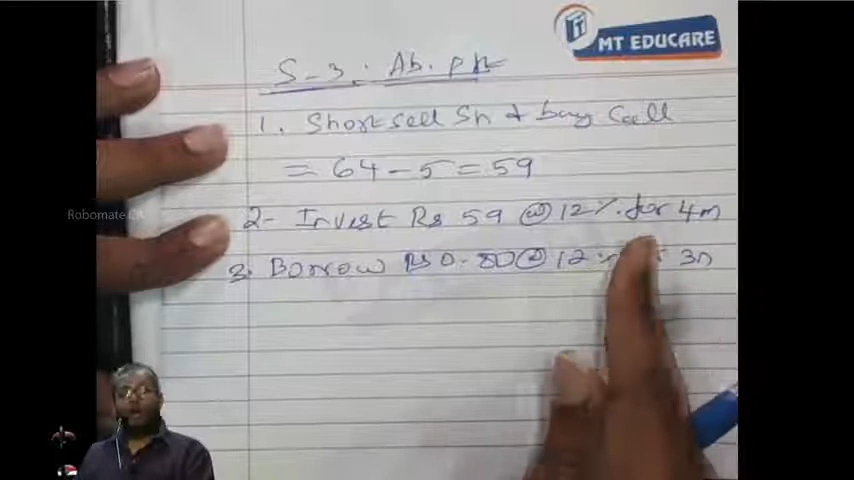 MT EDUCARE
S-3: Ab. pft
1. Short sell Sh & buy Call
= 64 - 5 = 59
2- Invest Rs 59 @ 12%. for 4m
3. Borrow Rs 0.80 @ 12 3m
Robomate CA